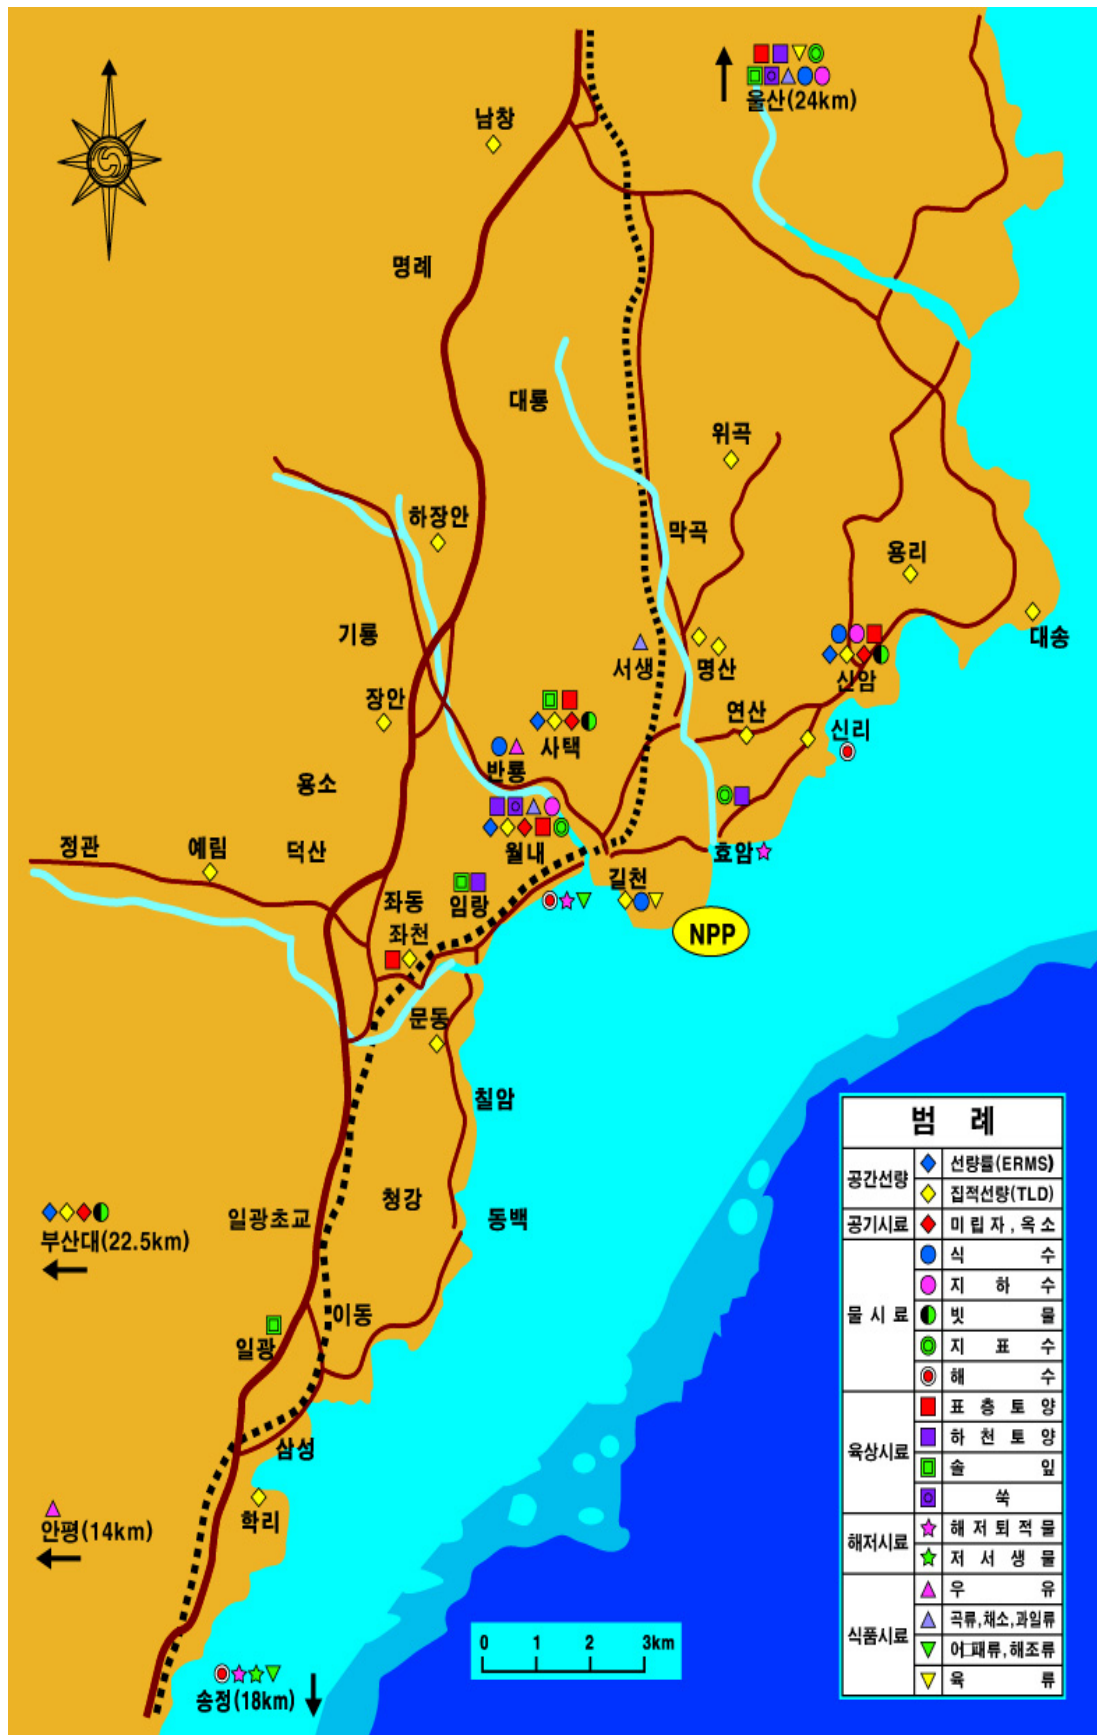 울산(24km)
남창
명례
대룡
위곡
하장안
막곡
용리
대송
기룡
서생
명산
신암
장안
사택
연산
신리
반룡
용소
정관
예림
덕산
월내
효암
좌동
임랑
길천
좌천
NPP
문동
칠암
청강
동백
일광초교
부산대(22.5km)
이동
일광
삼성
학리
안평(14km)
송정(18km)
0 1 2 3km
범 례
공간선량
선량률(ERMS)
집적선량(TLD)
공기시료
미립자, 옥소
물 시 료
식 수
지 하 수
빗 물
지 표 수
해 수
육상시료
표 층 토 양
하 천 토 양
솔 잎
쑥
해저시료
해 저 퇴 적 물
저 서 생 물
식품시료
우 유
곡류,채소,과일류
어패류,해조류
육 류